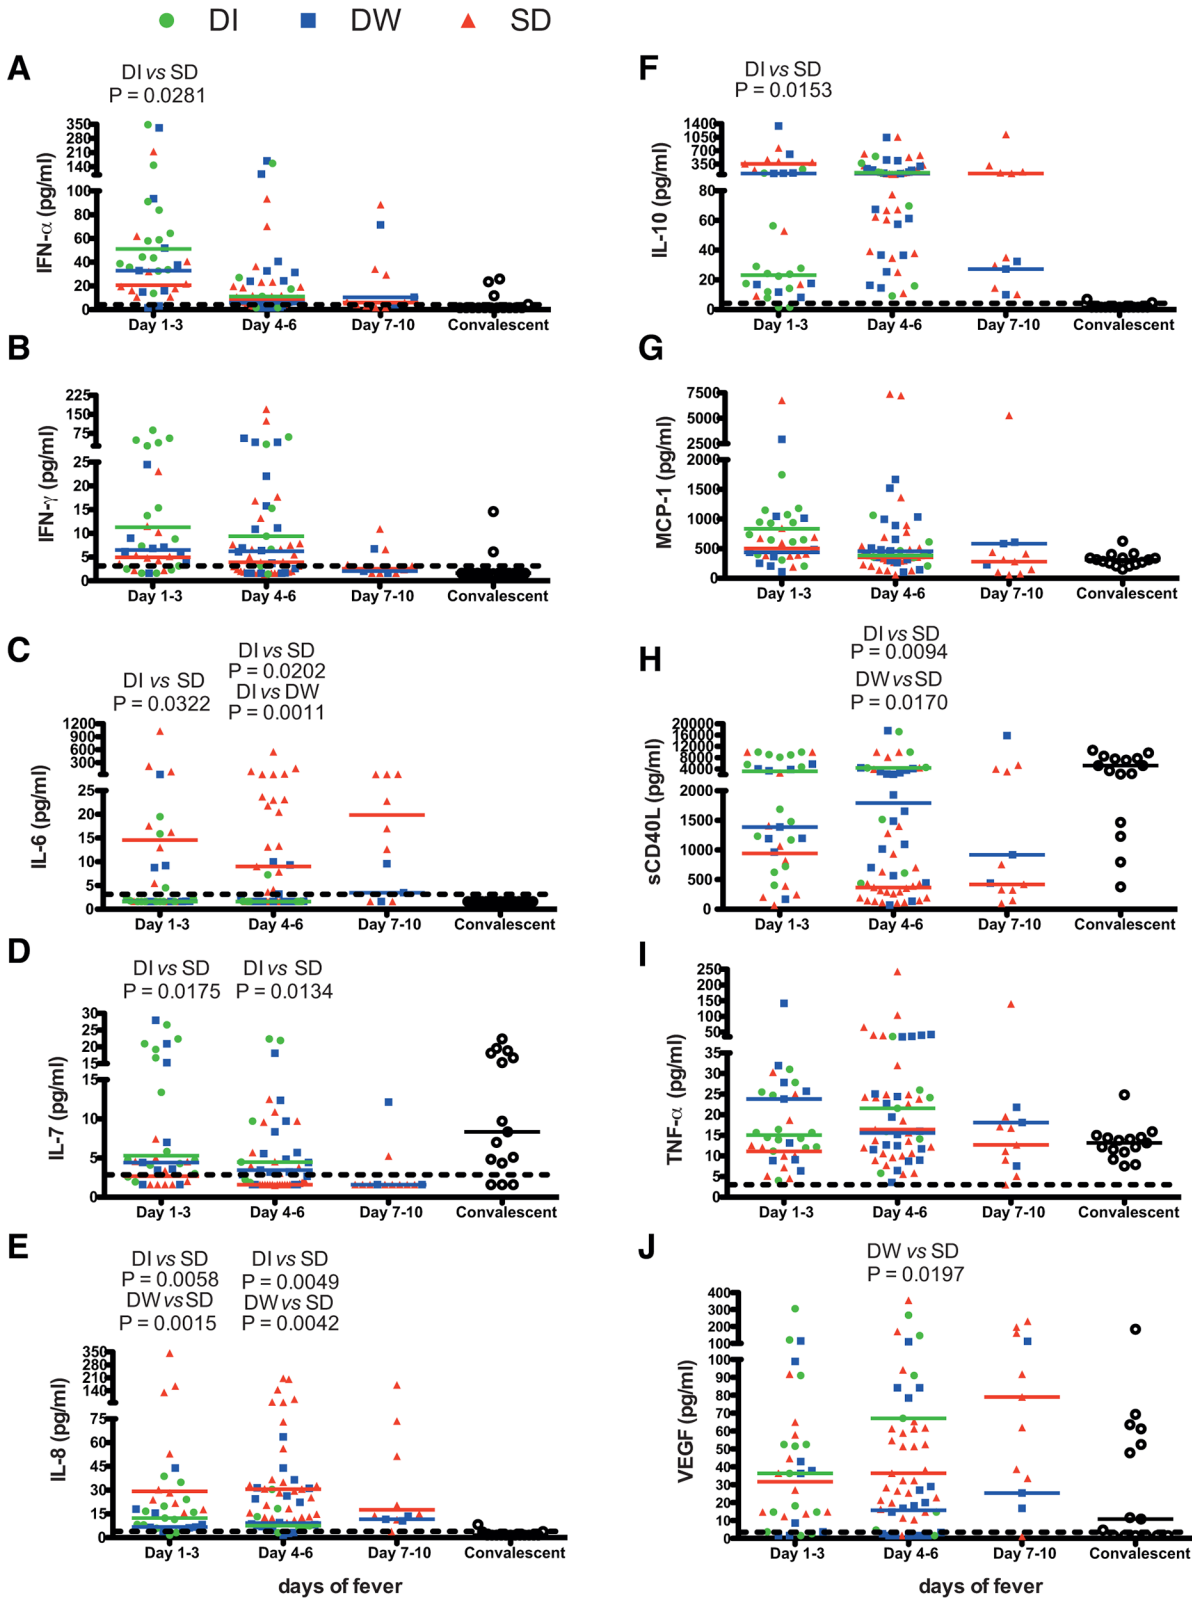 DI DW SD
A
DI vs SD
P = 0.0281
350
280
210
140
100
80
60
40
20
0
IFN-α (pg/ml)
Day 1-3 Day 4-6 Day 7-10 Convalescent
B
225
150
75
25
20
15
10
5
0
IFN-γ (pg/ml)
Day 1-3 Day 4-6 Day 7-10 Convalescent
C
DI vs SD
P = 0.0322
DI vs SD
P = 0.0202
DI vs DW
P = 0.0011
1200
900
600
300
25
20
15
10
5
0
IL-6 (pg/ml)
Day 1-3 Day 4-6 Day 7-10 Convalescent
D
DI vs SD
P = 0.0175
DI vs SD
P = 0.0134
30
25
20
15
15
10
5
0
IL-7 (pg/ml)
Day 1-3 Day 4-6 Day 7-10 Convalescent
E
DI vs SD
P = 0.0058
DW vs SD
P = 0.0015
DI vs SD
P = 0.0049
DW vs SD
P = 0.0042
350
280
210
140
75
60
45
30
15
0
IL-8 (pg/ml)
Day 1-3 Day 4-6 Day 7-10 Convalescent
days of fever
F
DI vs SD
P = 0.0153
1400
1050
700
350
80
60
40
20
0
IL-10 (pg/ml)
Day 1-3 Day 4-6 Day 7-10 Convalescent
G
7500
5000
2500
2000
1500
1000
500
0
MCP-1 (pg/ml)
Day 1-3 Day 4-6 Day 7-10 Convalescent
H
DI vs SD
P = 0.0094
DW vs SD
P = 0.0170
20000
16000
12000
8000
4000
2000
1500
1000
500
0
sCD40L (pg/ml)
Day 1-3 Day 4-6 Day 7-10 Convalescent
I
250
200
150
100
50
35
30
25
20
15
10
5
0
TNF-α (pg/ml)
Day 1-3 Day 4-6 Day 7-10 Convalescent
J
DW vs SD
P = 0.0197
400
300
200
100
100
90
80
70
60
50
40
30
20
10
0
VEGF (pg/ml)
Day 1-3 Day 4-6 Day 7-10 Convalescent
days of fever